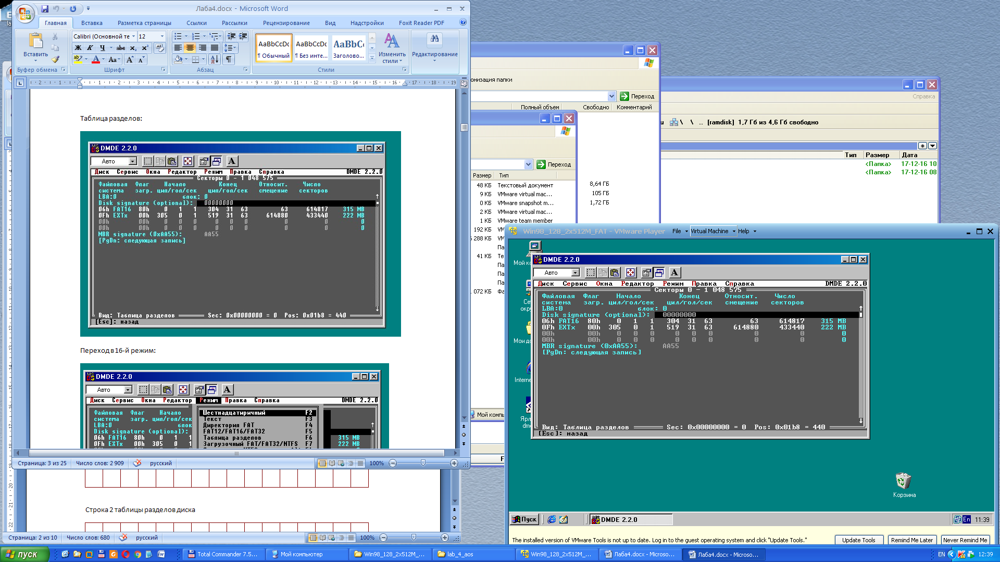 Лаба4.docx - Microsoft Word
Главная Вставка Разметка страницы Ссылки Рассылки Рецензирование Вид Надстройки Foxit Reader PDF
Вставить
Calibri (Основной те 12
AaBbCcDc AaBbCcDc AaBbCc
¶ Обычный ¶ Без инте... Заголово...
Изменить стили
Редактирование
Буфер обмена Шрифт Абзац Стили
Таблица разделов:
DMDE 2.2.0
Авто
Диск Сервис Окна Редактор Режим Правка Справка DMDE 2.2.0
Секторы 0 - 1 048 575
Файловая Флаг Начало Конец Относит. Число
система загр. цил/гол/сек цил/гол/сек смещение секторов
LBA:0 блок: 0
Disk signature (optional): 00000000
06h FAT16 80h 0 1 1 304 31 63 63 614817 315 MB
0Fh EXTx 00h 305 0 1 519 31 63 614880 433440 222 MB
00h 00h 0 0 0 0 0 0 0 0 0
00h 00h 0 0 0 0 0 0 0 0 0
MBR signature (0xAA55): AA55
[PgDn: следующая запись]
Вид: Таблица разделов Sec: 0x00000000 = 0 Pos: 0x01b8 = 440
[Esc]: назад
Переход в 16-й режим:
DMDE 2.2.0
Авто
Диск Сервис Окна Редактор Режим Правка Справка DMDE 2.2.0
Файловая Флаг Начало
система загр. цил/гол/сек
LBA:0 блок
Disk signature (optional):
06h FAT16 80h 0 1 1 315 MB
0Fh EXTx 00h 305 0 1 222 MB
Шестнадцатиричный F2
Текст F3
Директория FAT F4
FAT12/FAT16/FAT32 F5
Таблица разделов F6
Загрузочный FAT/FAT32/NTFS F7
Страница: 3 из 25 Число слов: 2 909 русский 100%
Строка 2 таблицы разделов диска
Страница: 2 из 10 Число слов: 680 русский 100%
онизация папки
Переход
Полный объем Свободно Комментарий
8,64 ГБ
105 ГБ
1,72 ГБ
Переход
Размер Тип
48 КБ Текстовый документ
9 КБ VMware virtual mac...
0 КБ VMware snapshot m...
2 КБ VMware virtual mac...
1 КБ VMware team member
192 КБ
6 288 КБ
41 КБ
1 072 КБ
Мой компь
Справка
\ \ .. [ramdisk] 1,7 Гб из 4,6 Гб свободно
Тип Размер Дата
<Папка> 17-12-16 10
<Папка> 17-12-16 08
Win98_128_2x512M_FAT - VMware Player File Virtual Machine Help
Мой ко
Мои до
Interne
DMDE 2.2.0
Авто
Диск Сервис Окна Редактор Режим Правка Справка DMDE 2.2.0
Секторы 0 - 1 048 575
Файловая Флаг Начало Конец Относит. Число
система загр. цил/гол/сек цил/гол/сек смещение секторов
LBA:0 блок: 0
Disk signature (optional): 00000000
06h FAT16 80h 0 1 1 304 31 63 63 614817 315 MB
0Fh EXTx 00h 305 0 1 519 31 63 614880 433440 222 MB
00h 00h 0 0 0 0 0 0 0 0 0
00h 00h 0 0 0 0 0 0 0 0 0
MBR signature (0xAA55): AA55
[PgDn: следующая запись]
Вид: Таблица разделов Sec: 0x00000000 = 0 Pos: 0x01b8 = 440
[Esc]: назад
Корзина
Пуск DMDE 2.2.0 En 11:39
The installed version of VMware Tools is not up to date. Log in to the guest operating system and click "Update Tools." Update Tools Remind Me Later Never Remind Me
пуск Total Commander 7.5... Мой компьютер Win98_128_2x512M_... lab_4_aos Win98_128_2x512M_... Лаба4.docx - Microso... Лаба4.docx - Microso... EN 12:39